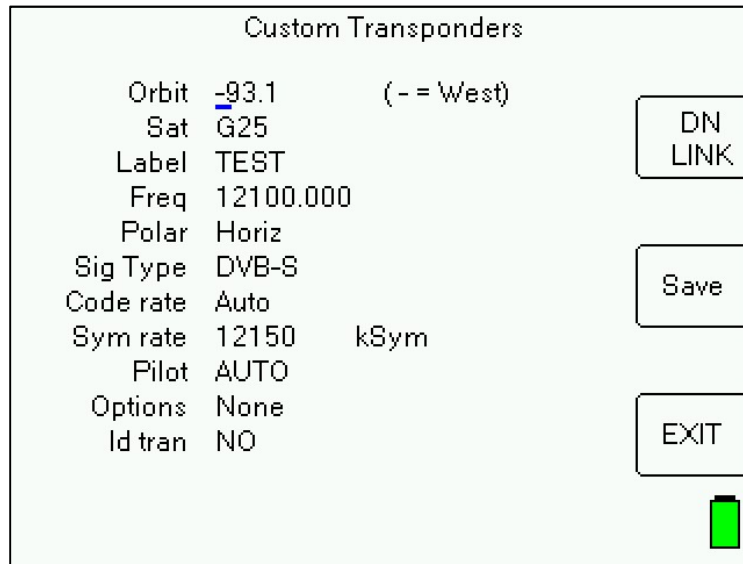 Custom Transponders
Orbit -93.1 (- = West)
Sat G25
Label TEST
Freq 12100.000
Polar Horiz
Sig Type DVB-S
Code rate Auto
Sym rate 12150 kSym
Pilot AUTO
Options None
Id tran NO
DN
LINK
Save
EXIT